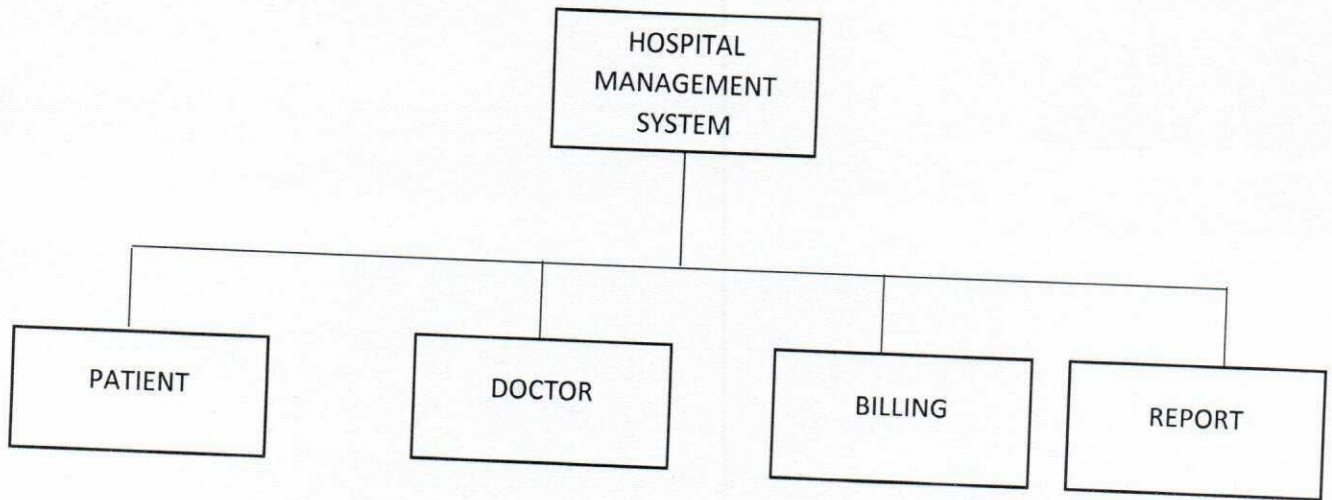 HOSPITAL
MANAGEMENT
SYSTEM
PATIENT
DOCTOR
BILLING
REPORT